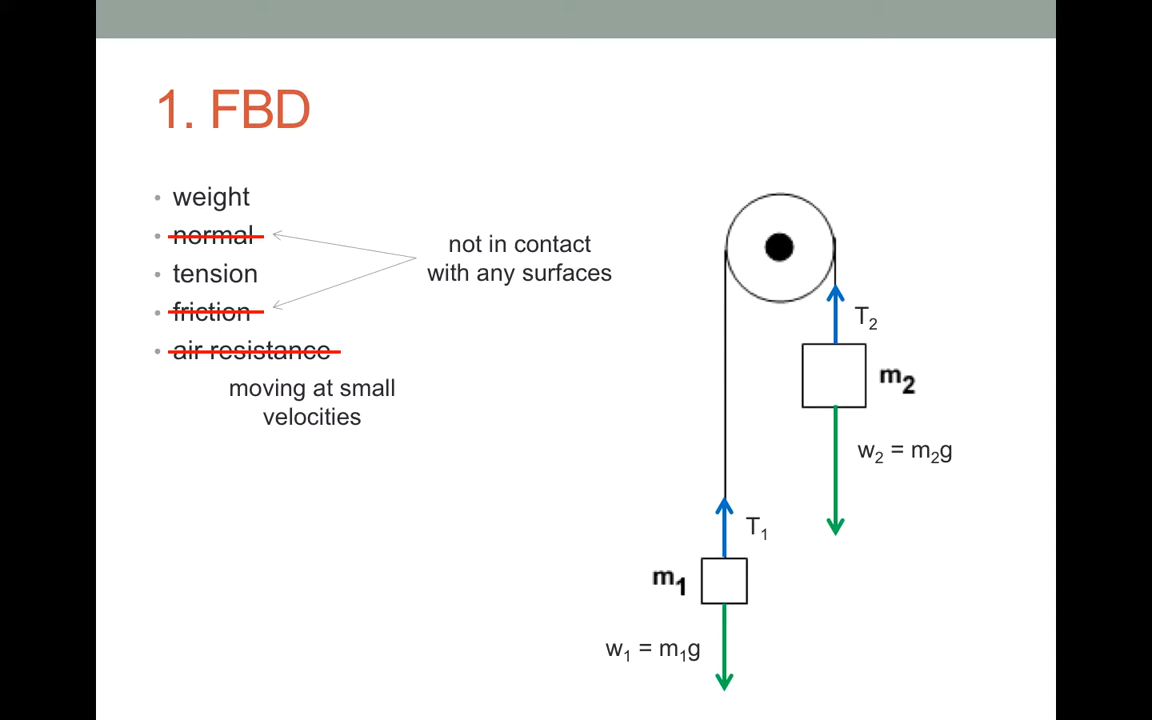 1. FBD
• weight
• normal
• tension
• friction
• air resistance
not in contact
with any surfaces
moving at small
velocities
T₂
m₂
w₂ = m₂g
T₁
m₁
w₁ = m₁g